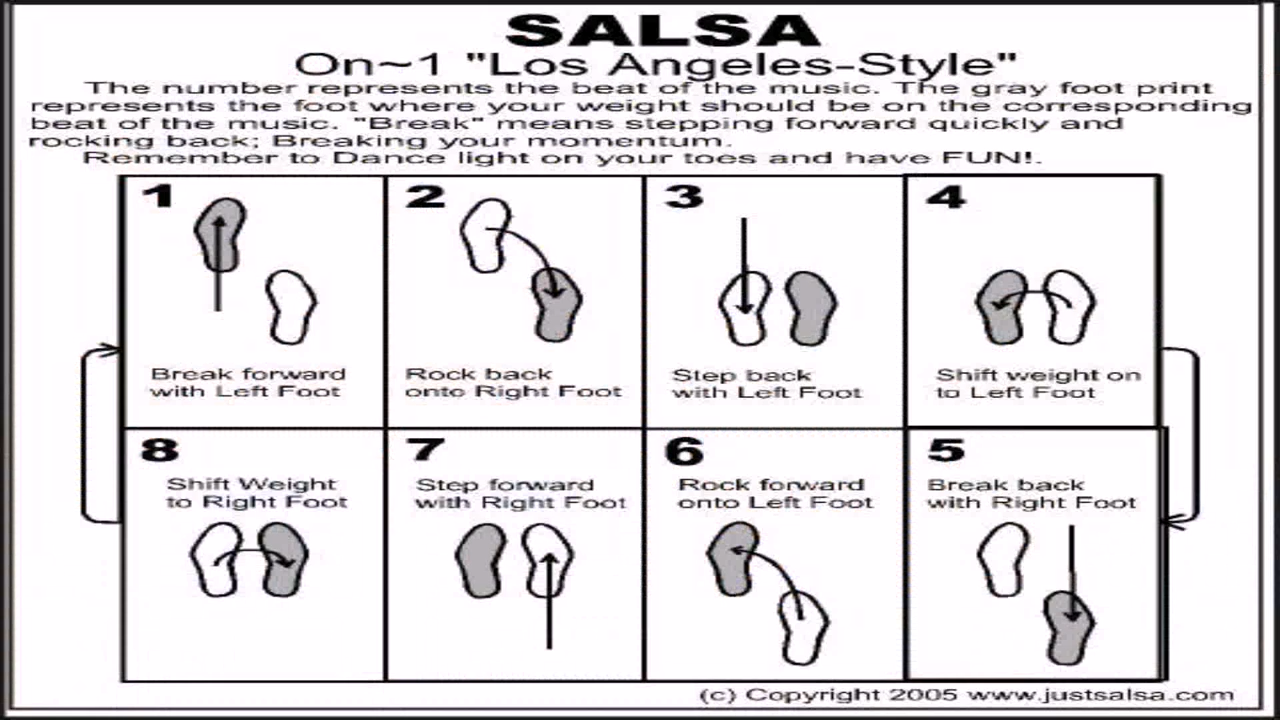 SALSA
On~1 "Los Angeles-Style"
The number represents the beat of the music. The gray foot print
represents the foot where your weight should be on the corresponding
beat of the music. "Break" means stepping forward quickly and
rocking back; Breaking your momentum.
Remember to Dance light on your toes and have FUN!.
1
Break forward
with Left Foot
2
Rock back
onto Right Foot
3
Step back
with Left Foot
4
Shift weight on
to Left Foot
8
Shift Weight
to Right Foot
7
Step forward
with Right Foot
6
Rock forward
onto Left Foot
5
Break back
with Right Foot
(c) Copyright 2005 www.justsalsa.com